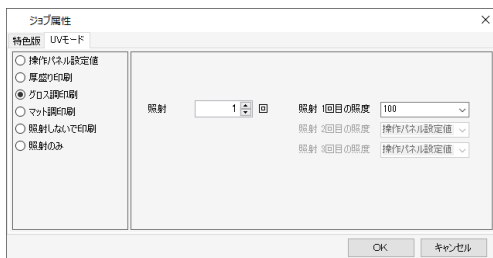 ジョブ属性
特色版 UVモード
操作パネル設定値
厚盛り印刷
グロス調印刷
マット調印刷
照射しないで印刷
照射のみ
照射 1 回 照射 1回目の照度 100
照射 2回目の照度 操作パネル設定値
照射 3回目の照度 操作パネル設定値
OK キャンセル